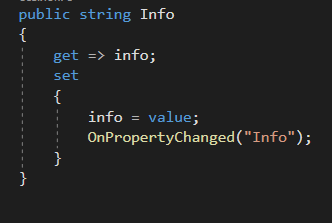 public string Info
{
get => info;
set
{
info = value;
OnPropertyChanged("Info");
}
}